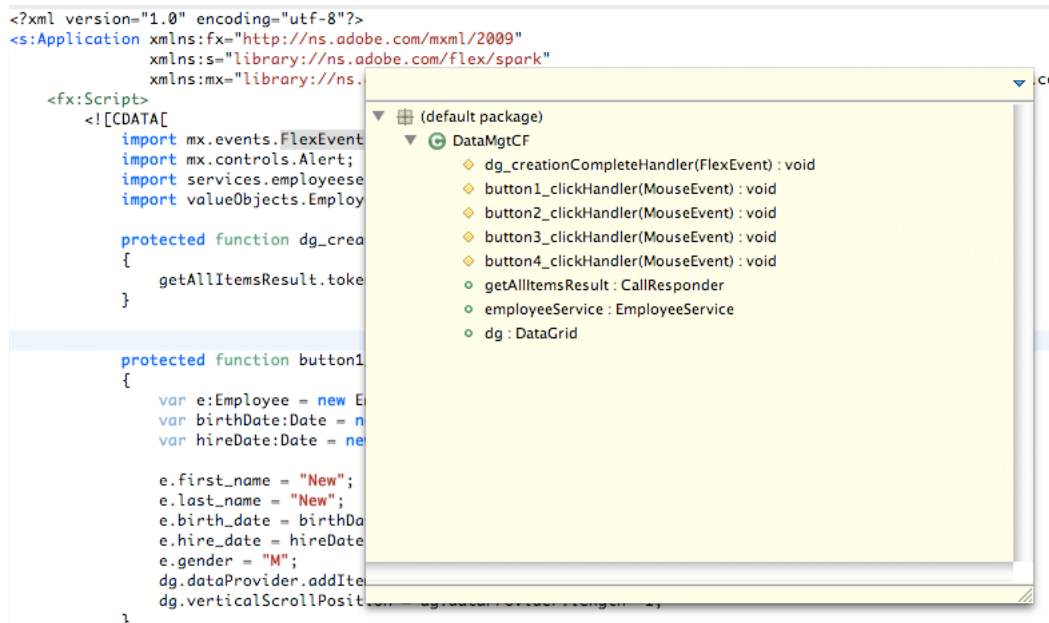 <?xml version="1.0" encoding="utf-8"?>
<s:Application xmlns:fx="http://ns.adobe.com/mxml/2009"
xmlns:s="library://ns.adobe.com/flex/spark"
xmlns:mx="library://ns.
<fx:Script>
<![CDATA[
import mx.events.FlexEvent
import mx.controls.Alert;
import services.employeese
import valueObjects.Employ
protected function dg_crea
{
getAllItemsResult.toke
}
protected function button1
{
var e:Employee = new E
var birthDate:Date = n
var hireDate:Date = ne
e.first_name = "New";
e.last_name = "New";
e.birth_date = birthDa
e.hire_date = hireDate
e.gender = "M";
dg.dataProvider.addIte
dg.verticalScrollPosit
}
(default package)
DataMgtCF
dg_creationCompleteHandler(FlexEvent) : void
button1_clickHandler(MouseEvent) : void
button2_clickHandler(MouseEvent) : void
button3_clickHandler(MouseEvent) : void
button4_clickHandler(MouseEvent) : void
getAllItemsResult : CallResponder
employeeService : EmployeeService
dg : DataGrid